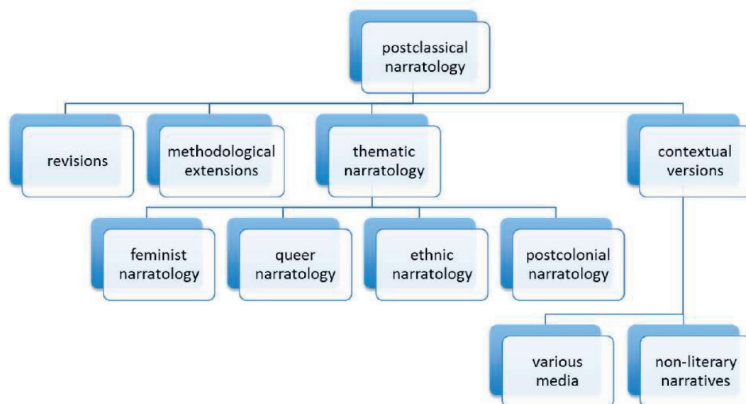 postclassical
narratology
revisions
methodological
extensions
thematic
narratology
contextual
versions
feminist
narratology
queer
narratology
ethnic
narratology
postcolonial
narratology
various
media
non-literary
narratives